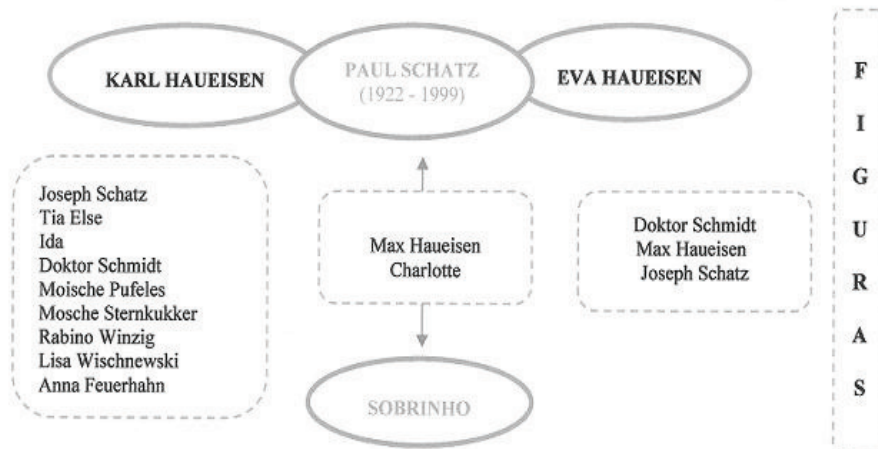 KARL HAUEISEN
PAUL SCHATZ
(1922 - 1999)
EVA HAUEISEN
Joseph Schatz
Tia Else
Ida
Doktor Schmidt
Moische Pufeles
Mosche Sternkukker
Rabino Winzig
Lisa Wischnewski
Anna Feuerhahn
Max Haueisen
Charlotte
Doktor Schmidt
Max Haueisen
Joseph Schatz
SOBRINHO
F
I
G
U
R
A
S